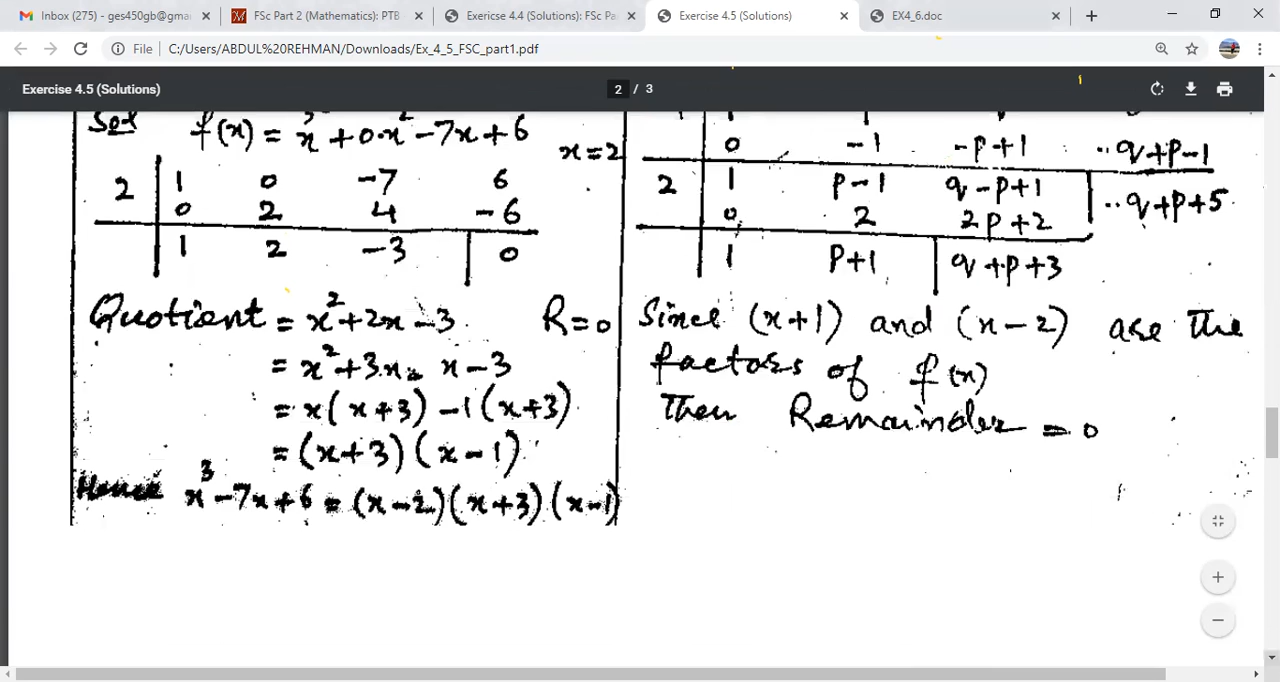 Inbox (275) - ges450gb@gma
FSc Part 2 (Mathematics): PTB
Exericse 4.4 (Solutions): FSc Pa
Exericse 4.5 (Solutions)
EX4_6.doc
File C:/Users/ABDUL%20REHMAN/Downloads/Ex_4_5_FSC_part1.pdf
Exercise 4.5 (Solutions)
2 / 3
Sol f(x) = x³+0·x²-7x+6
x=2
2 | 1 0 -7 6
0 2 4 -6
1 2 -3 | 0
Quotient = x²+2x-3 R=0
= x²+3x-x-3
= x(x+3)-1(x+3)
= (x+3)(x-1)
Hence x³-7x+6 = (x-2)(x+3)(x-1)
0 -1 -p+1 q+p-1
2 | 1 p-1 q-p+1 | q+p+5
0 2 2p+2
1 p+1 | q+p+3
Since (x+1) and (x-2) are the
factors of f(x)
then Remainder = 0